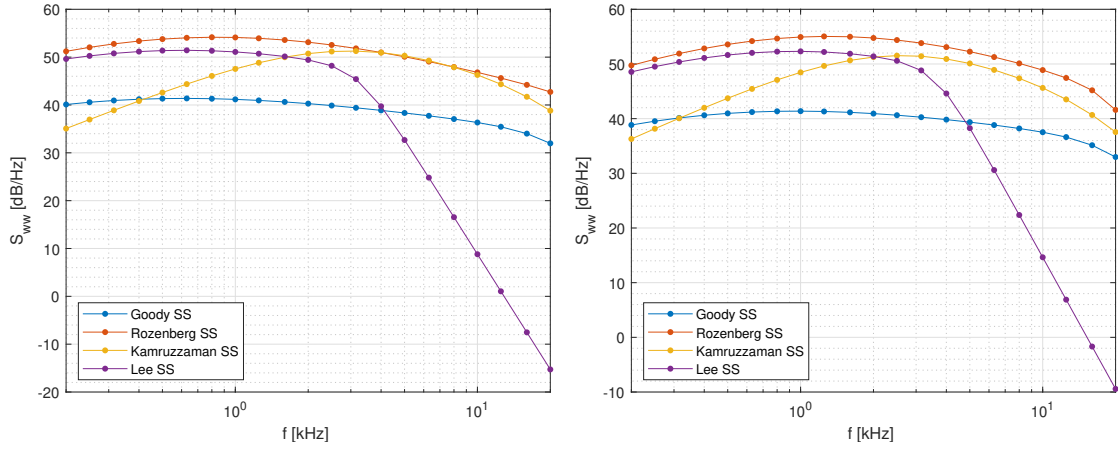 60
50
40
30
20
10
0
-10
-20
S_ww [dB/Hz]
10^0
10^1
f [kHz]
Goody SS
Rozenberg SS
Kamruzzaman SS
Lee SS
60
50
40
30
20
10
0
-10
S_ww [dB/Hz]
10^0
10^1
f [kHz]
Goody SS
Rozenberg SS
Kamruzzaman SS
Lee SS